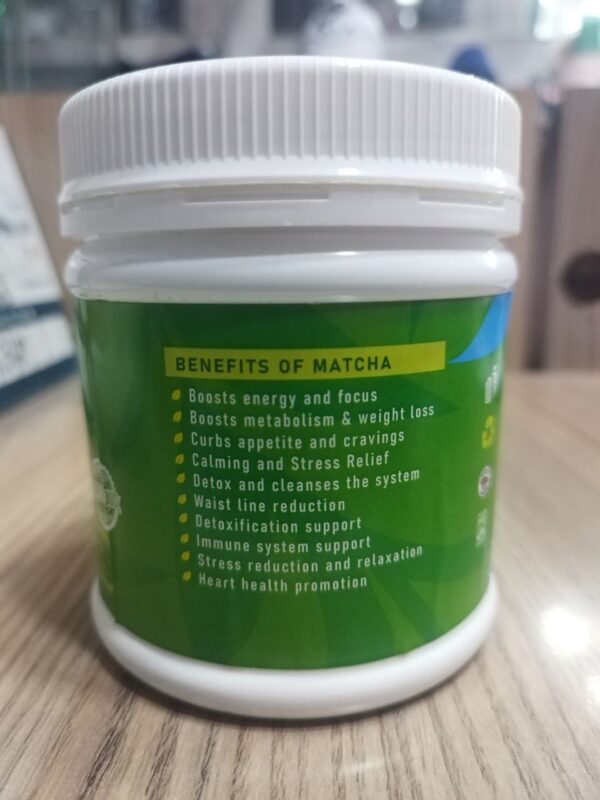 BENEFITS OF MATCHA
Boosts energy and focus
Boosts metabolism & weight loss
Curbs appetite and cravings
Calming and Stress Relief
Detox and cleanses the system
Waist line reduction
Detoxification support
Immune system support
Stress reduction and relaxation
Heart health promotion